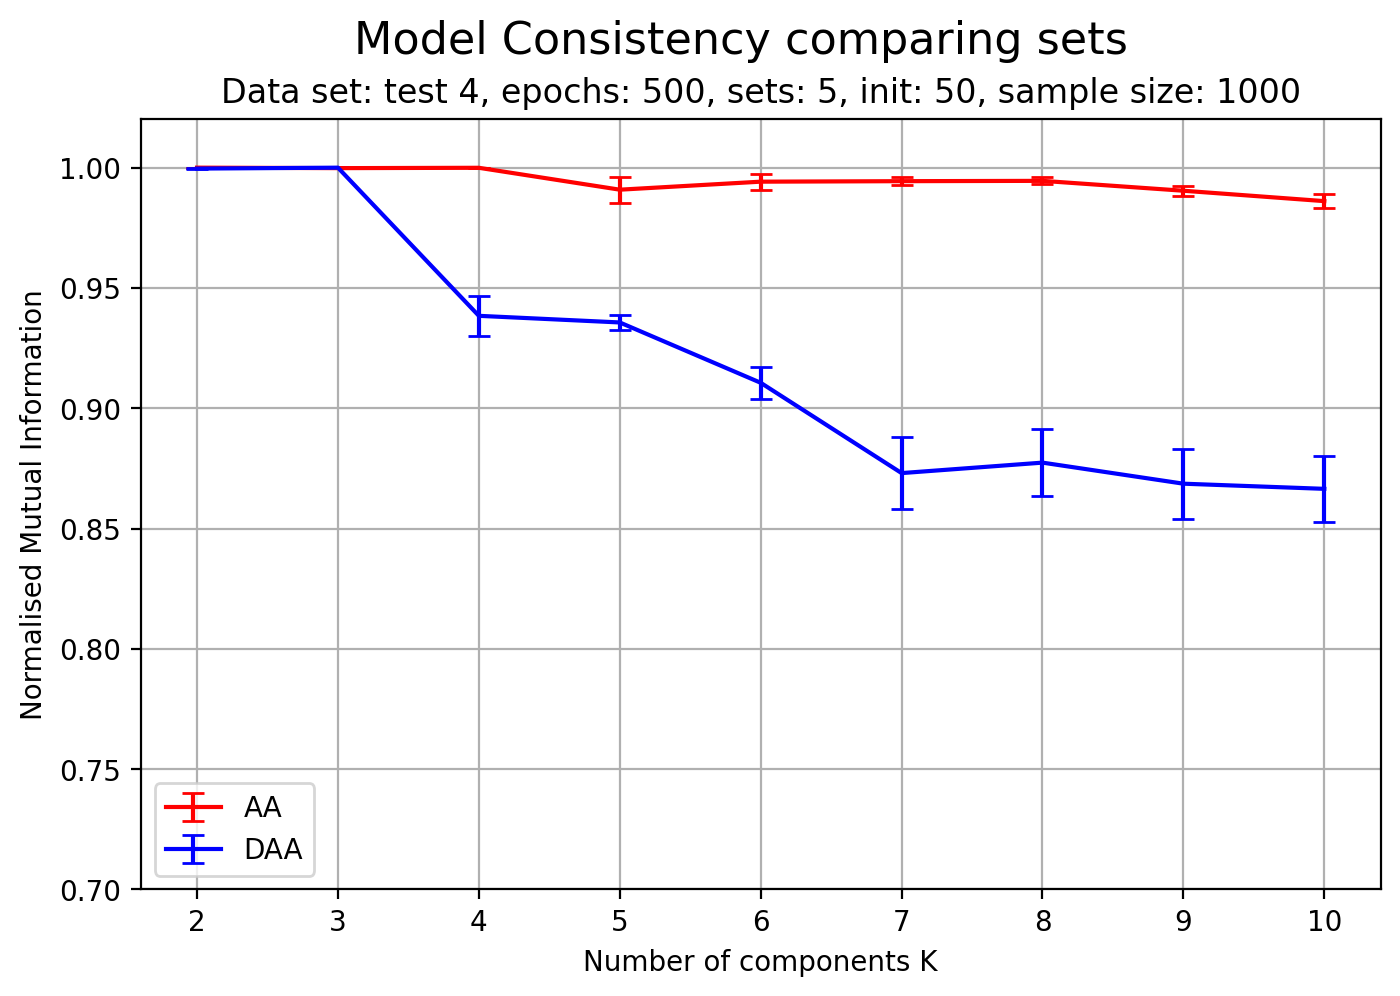 Model Consistency comparing sets
Data set: test 4, epochs: 500, sets: 5, init: 50, sample size: 1000
Normalised Mutual Information
1.00
0.95
0.90
0.85
0.80
0.75
0.70
AA
DAA
2 3 4 5 6 7 8 9 10
Number of components K